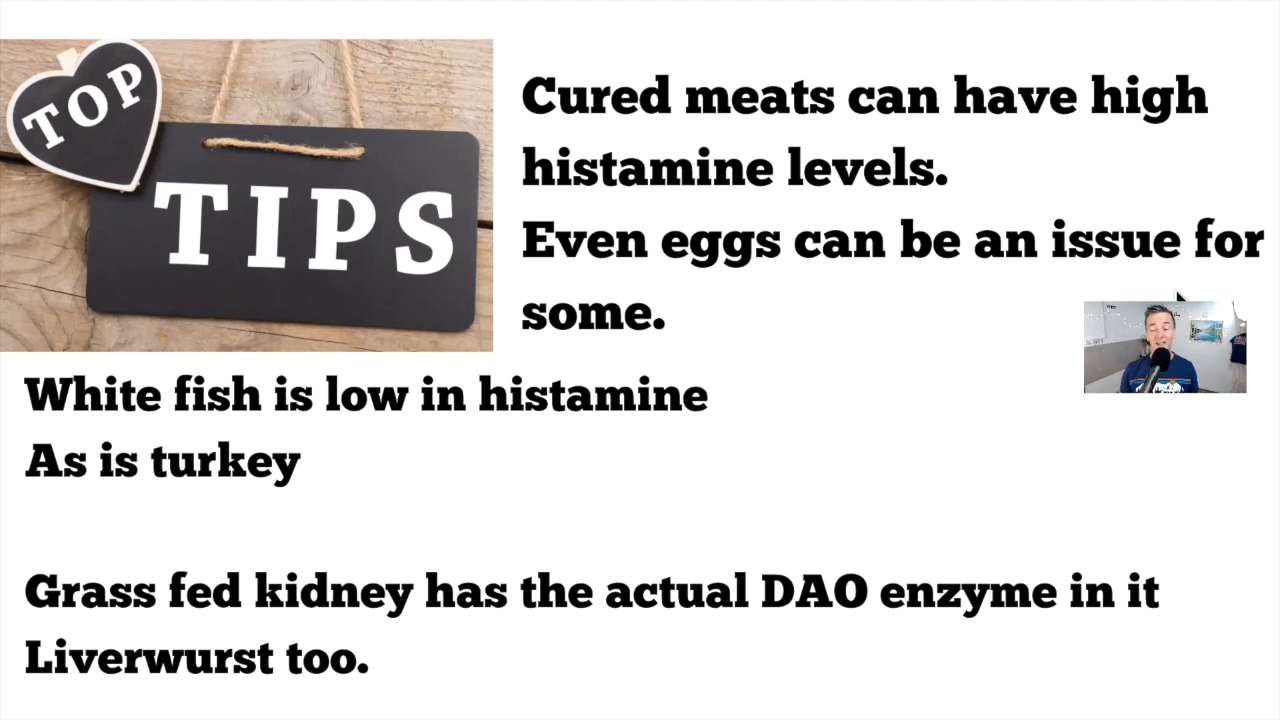 TOP
TIPS
Cured meats can have high
histamine levels.
Even eggs can be an issue for
some.
White fish is low in histamine
As is turkey
Grass fed kidney has the actual DAO enzyme in it
Liverwurst too.